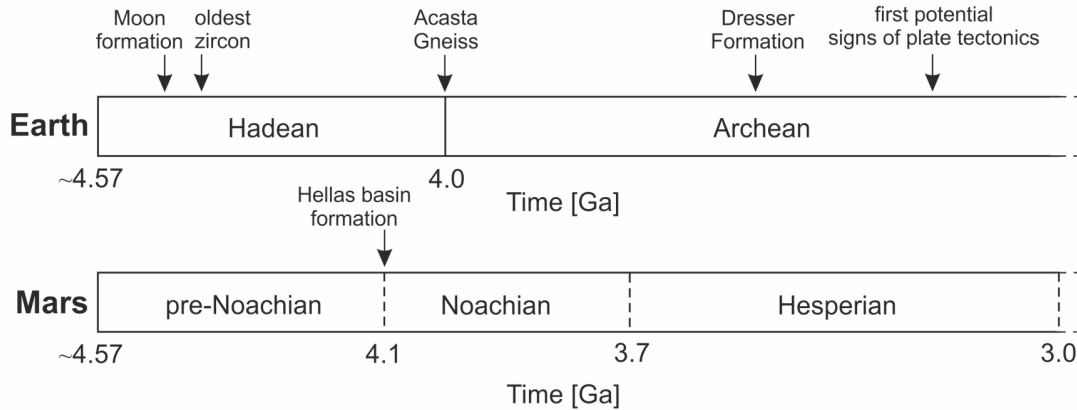 Moon formation
oldest zircon
Acasta Gneiss
Dresser Formation
first potential signs of plate tectonics
Earth
Hadean
Archean
~4.57
4.0
Time [Ga]
Hellas basin formation
Mars
pre-Noachian
Noachian
Hesperian
~4.57
4.1
3.7
3.0
Time [Ga]